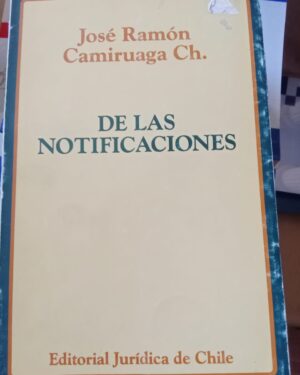 José Ramón
Camiruaga Ch.
DE LAS
NOTIFICACIONES
Editorial Jurídica de Chile